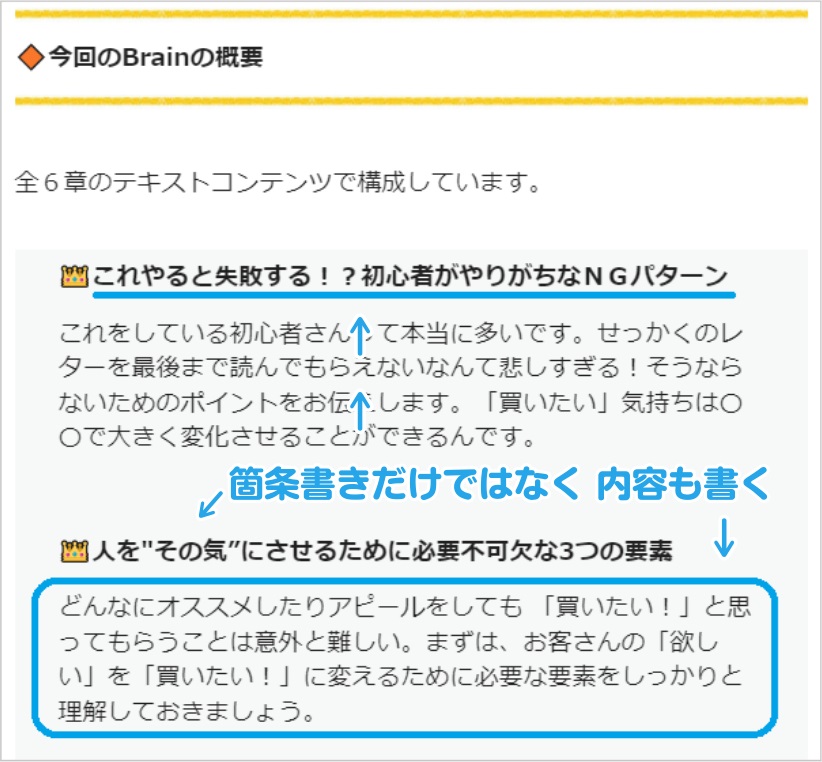 今回のBrainの概要
全６章のテキストコンテンツで構成しています。
これやると失敗する！？初心者がやりがちなＮＧパターン
これをしている初心者さんって本当に多いです。せっかくのレ
ターを最後まで読んでもらえないなんて悲しすぎる！そうなら
ないためのポイントをお伝えします。「買いたい」気持ちは〇
〇で大きく変化させることができるんです。
箇条書きだけではなく 内容も書く
人を"その気”にさせるために必要不可欠な3つの要素
どんなにオススメしたりアピールをしても 「買いたい！」と思
ってもらうことは意外と難しい。まずは、お客さんの「欲し
い」を「買いたい！」に変えるために必要な要素をしっかりと
理解しておきましょう。